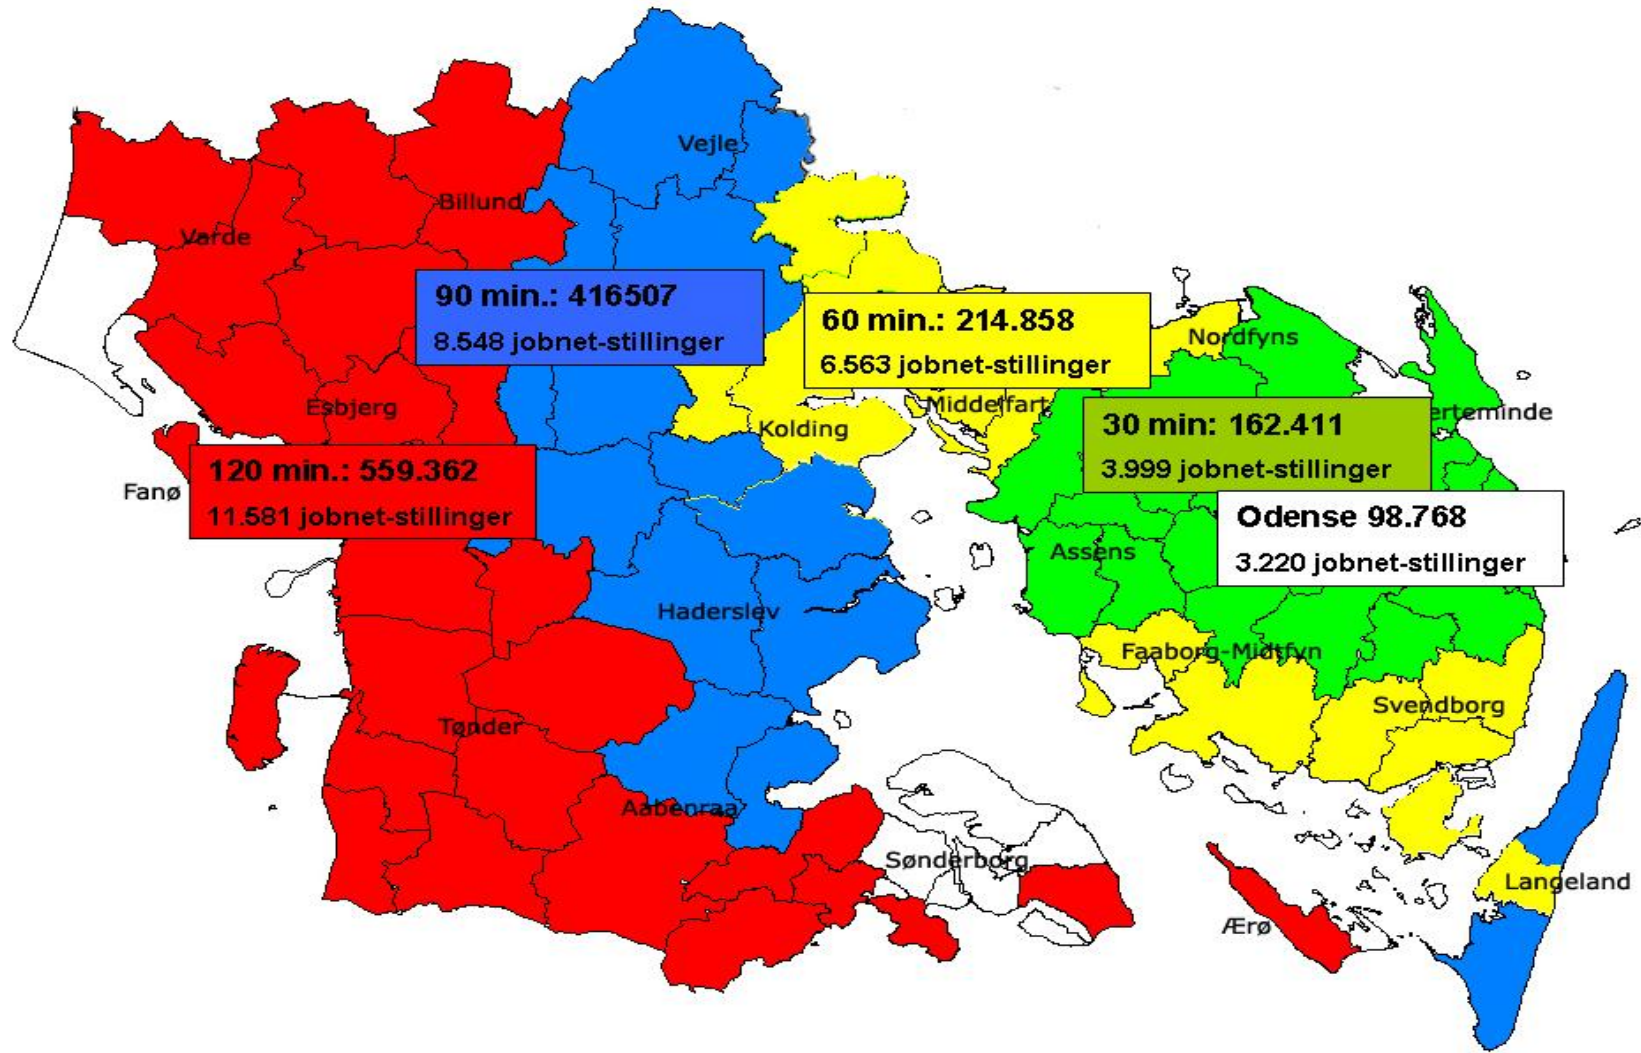 Vejle
Billund
Varde
90 min.: 416507
8.548 jobnet-stillinger
60 min.: 214.858
6.563 jobnet-stillinger
Nordfyns
Esbjerg
Kolding
Middelfart
30 min: 162.411
3.999 jobnet-stillinger
erteminde
120 min.: 559.362
11.581 jobnet-stillinger
Fanø
Odense 98.768
3.220 jobnet-stillinger
Assens
Haderslev
Faaborg-Midtfyn
Svendborg
Tønder
Aabenraa
Sønderborg
Langeland
Ærø